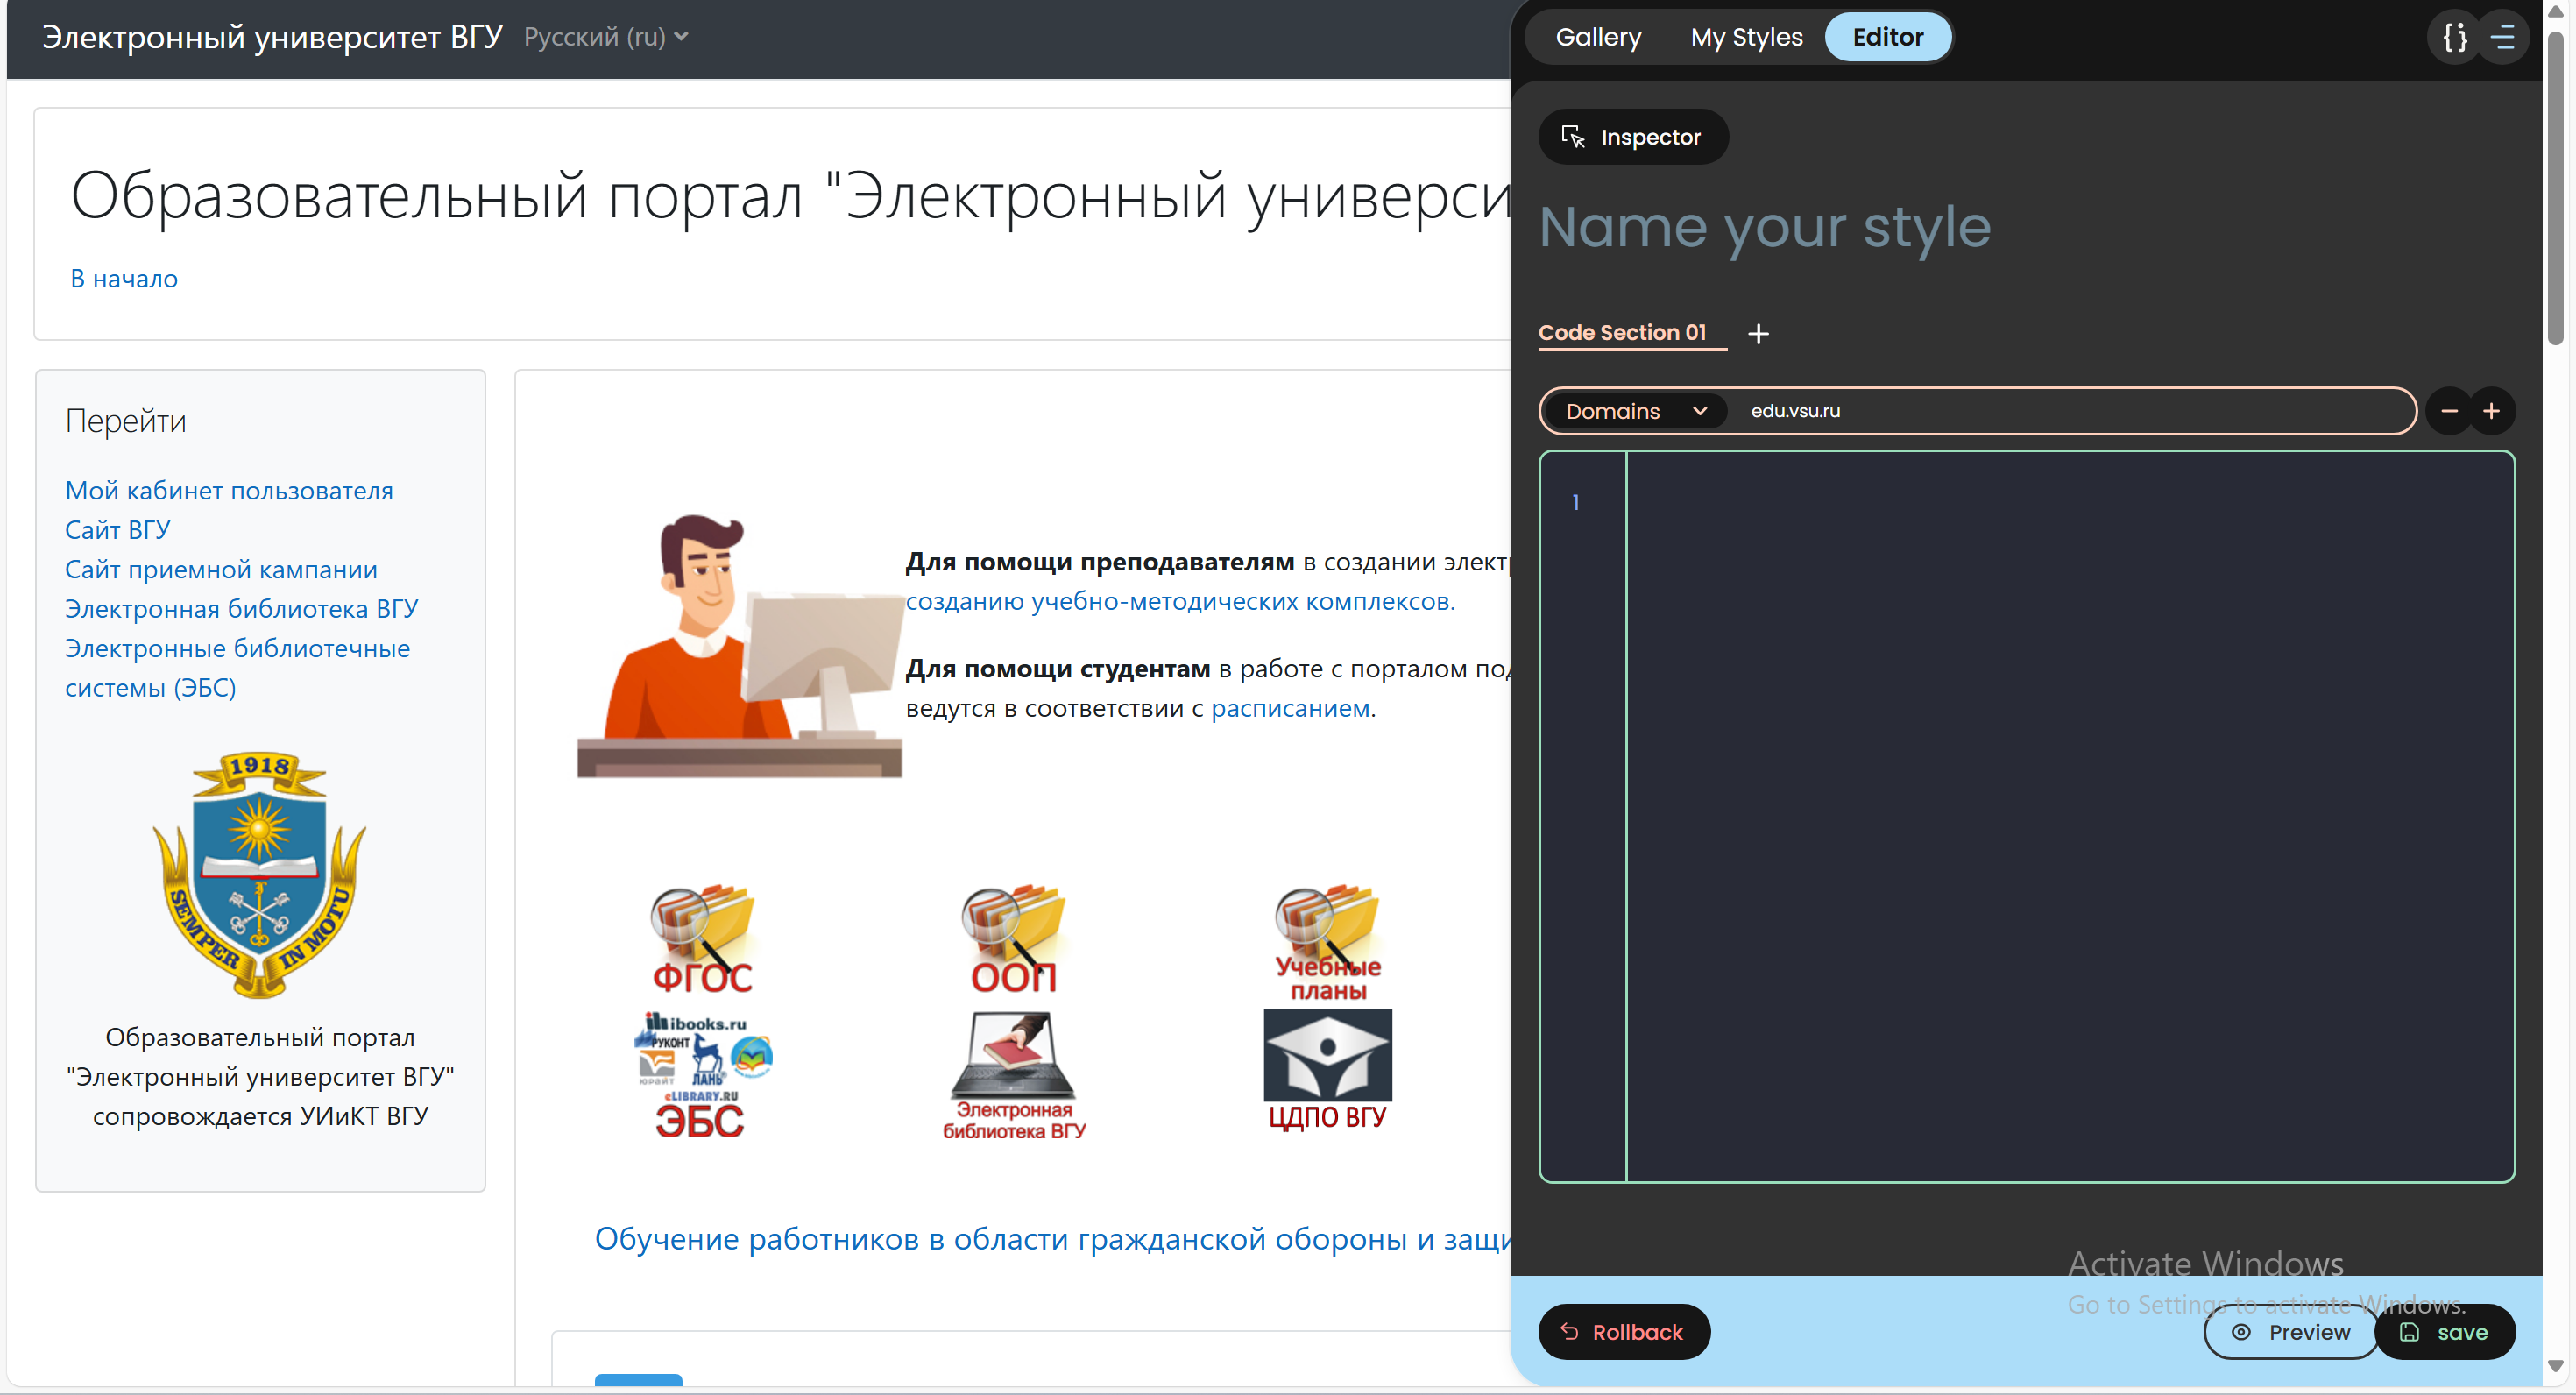 Электронный университет ВГУ Русский (ru)
Образовательный портал "Электронный универси
В начало
Перейти
Мой кабинет пользователя
Сайт ВГУ
Сайт приемной кампании
Электронная библиотека ВГУ
Электронные библиотечные
системы (ЭБС)
1918
SEMPER IN MOTU
Образовательный портал
"Электронный университет ВГУ"
сопровождается УИиКТ ВГУ
Для помощи преподавателям в создании элект
созданию учебно-методических комплексов.
Для помощи студентам в работе с порталом под
ведутся в соответствии с расписанием.
ФГОС
ООП
Учебные
планы
ibooks.ru
РУКОНТ
ЮРАЙТ ЛАНЬ
eLIBRARY.RU
ЭБС
Электронная
библиотека ВГУ
ЦДПО ВГУ
Обучение работников в области гражданской обороны и защи
Gallery My Styles Editor
{}
Inspector
Name your style
Code Section 01 +
Domains edu.vsu.ru
1
Activate Windows
Go to Settings to activate Windows.
Rollback Preview save